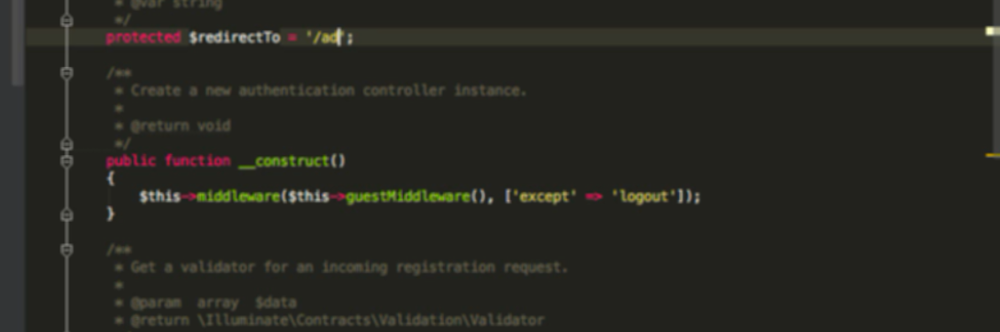 * @var string
*/
protected $redirectTo = '/ad';
/**
* Create a new authentication controller instance.
*
* @return void
*/
public function __construct()
{
$this->middleware($this->guestMiddleware(), ['except' => 'logout']);
}
/**
* Get a validator for an incoming registration request.
*
* @param  array  $data
* @return \Illuminate\Contracts\Validation\Validator